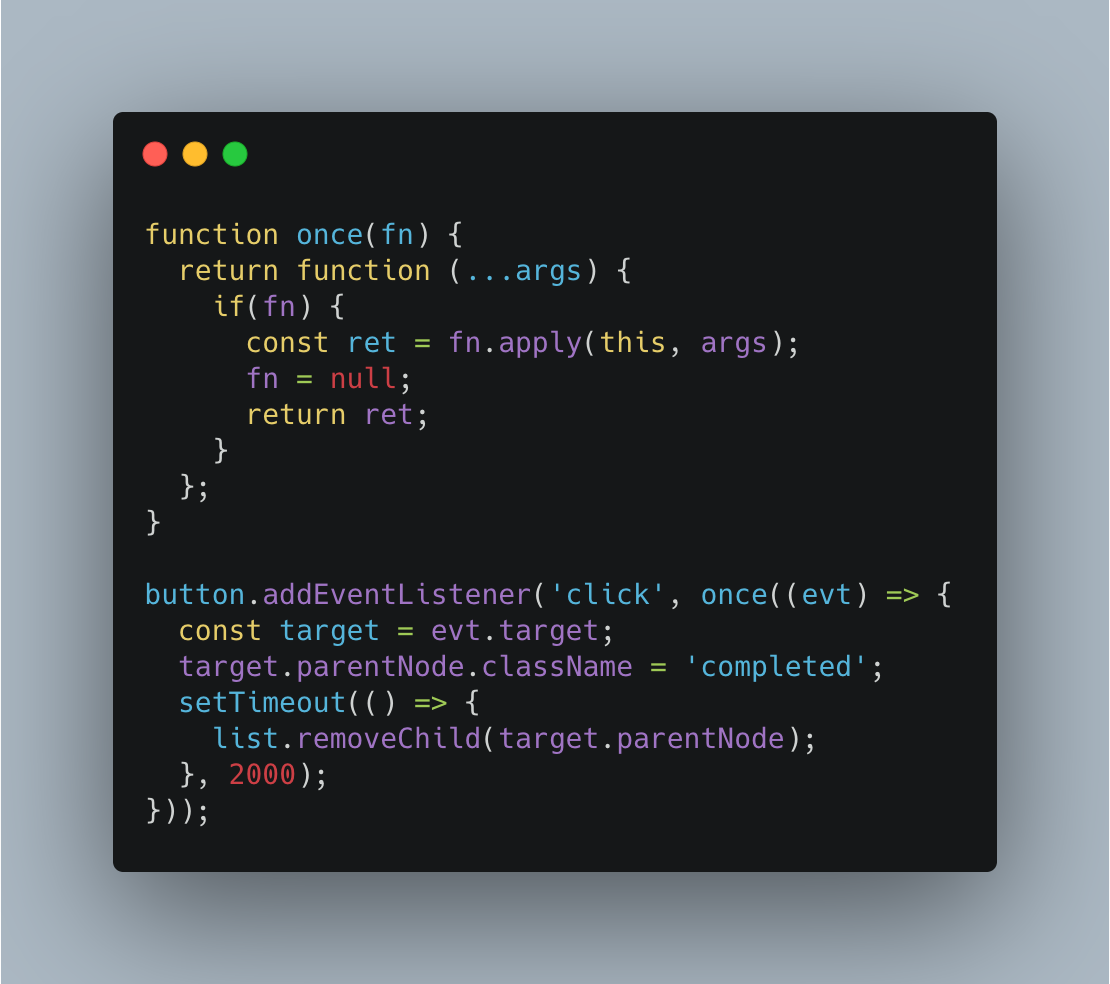 function once(fn) {
  return function (...args) {
    if(fn) {
      const ret = fn.apply(this, args);
      fn = null;
      return ret;
    }
  };
}

button.addEventListener('click', once((evt) => {
  const target = evt.target;
  target.parentNode.className = 'completed';
  setTimeout(() => {
    list.removeChild(target.parentNode);
  }, 2000);
}));